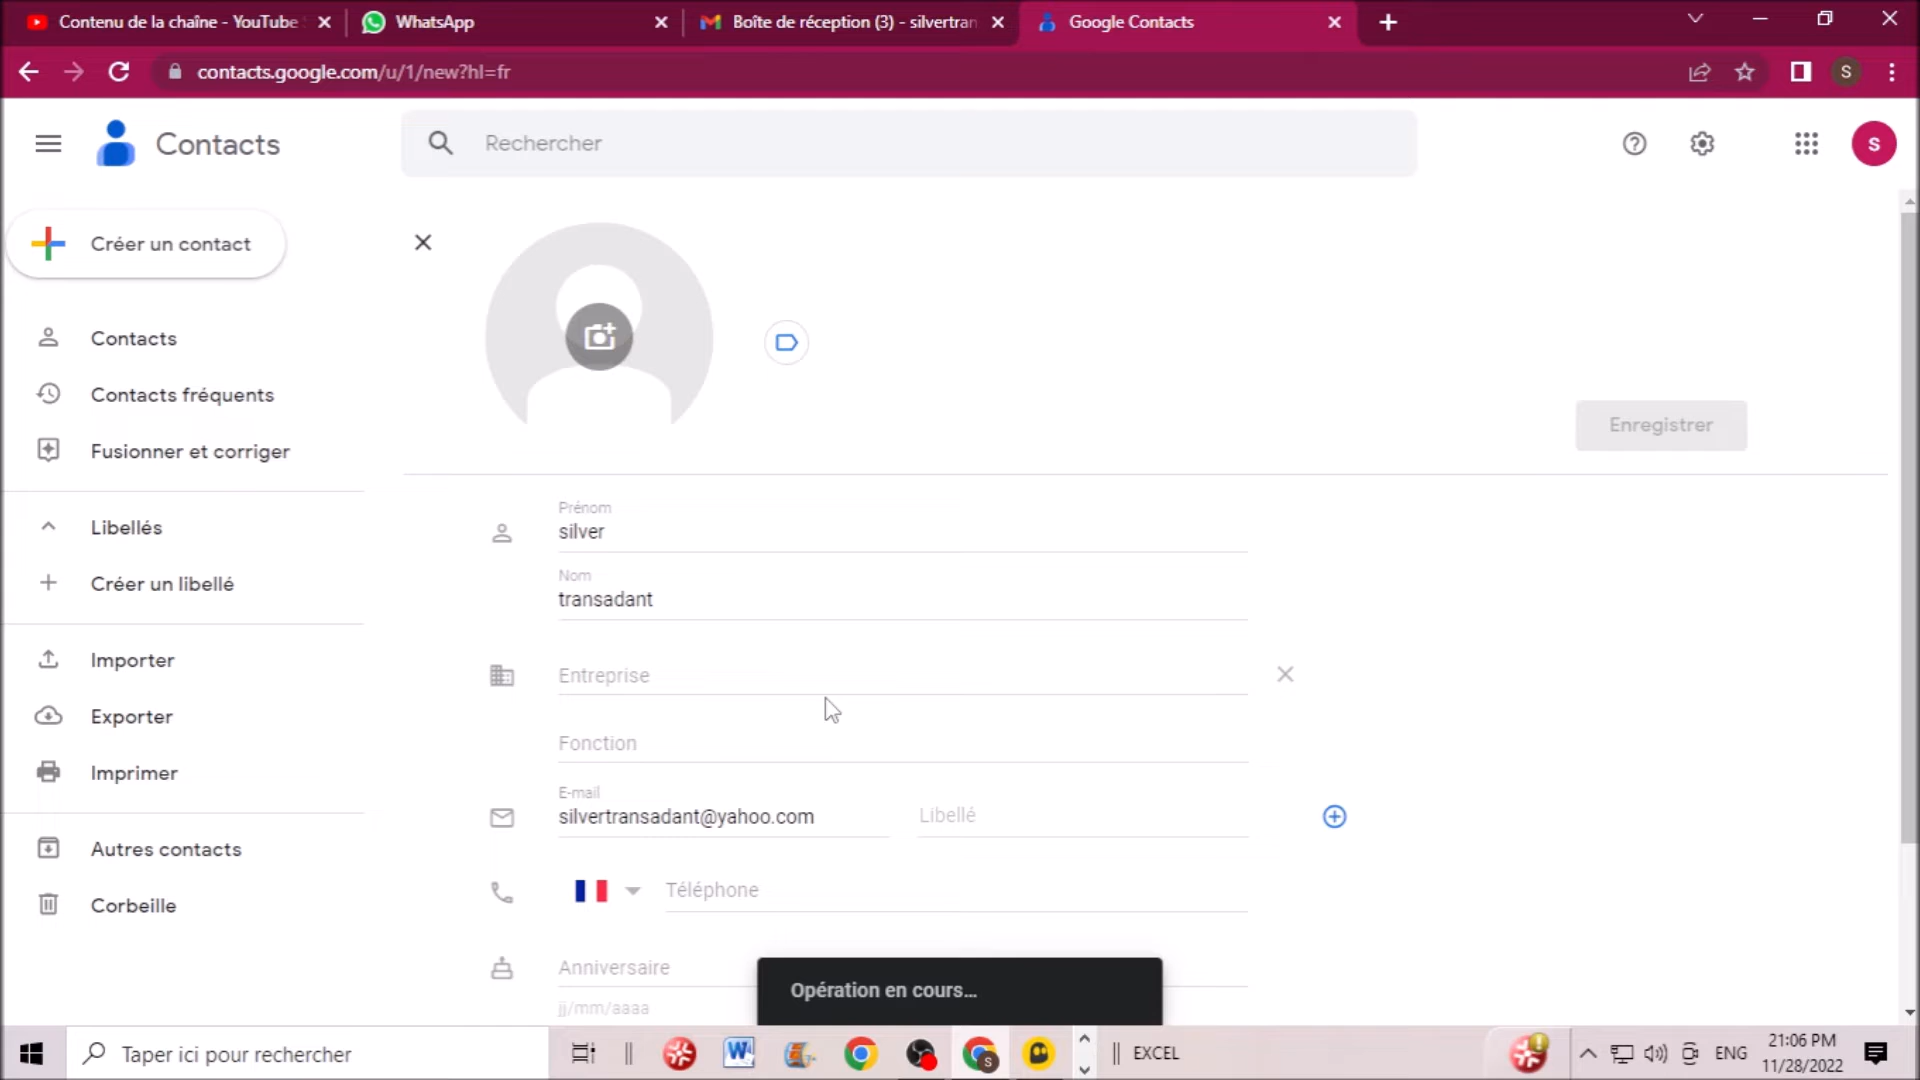 Contenu de la chaîne - YouTube
WhatsApp
Boîte de réception (3) - silvertran
Google Contacts
contacts.google.com/u/1/new?hl=fr
S
Contacts
Rechercher
S
Créer un contact
Contacts
Contacts fréquents
Fusionner et corriger
Libellés
Créer un libellé
Importer
Exporter
Imprimer
Autres contacts
Corbeille
Enregistrer
Prénom
silver
Nom
transadant
Entreprise
Fonction
E-mail
silvertransadant@yahoo.com
Libellé
Téléphone
Anniversaire
jj/mm/aaaa
Opération en cours...
Taper ici pour rechercher
EXCEL
ENG
21:06 PM
11/28/2022